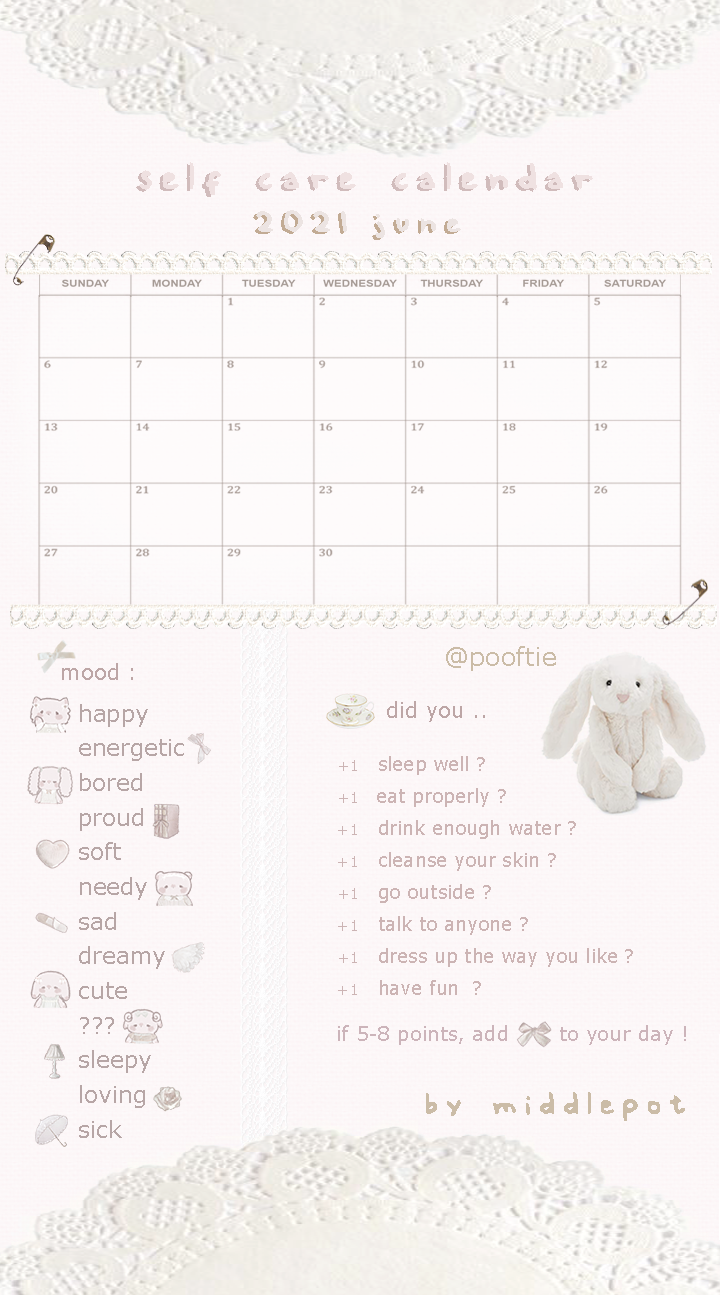 self care calendar
2021 june
SUNDAY MONDAY TUESDAY WEDNESDAY THURSDAY FRIDAY SATURDAY
1 2 3 4 5
6 7 8 9 10 11 12
13 14 15 16 17 18 19
20 21 22 23 24 25 26
27 28 29 30
mood :
happy
energetic
bored
proud
soft
needy
sad
dreamy
cute
???
sleepy
loving
sick
@pooftie
did you ..
+1 sleep well ?
+1 eat properly ?
+1 drink enough water ?
+1 cleanse your skin ?
+1 go outside ?
+1 talk to anyone ?
+1 dress up the way you like ?
+1 have fun ?
if 5-8 points, add to your day !
by middlepot